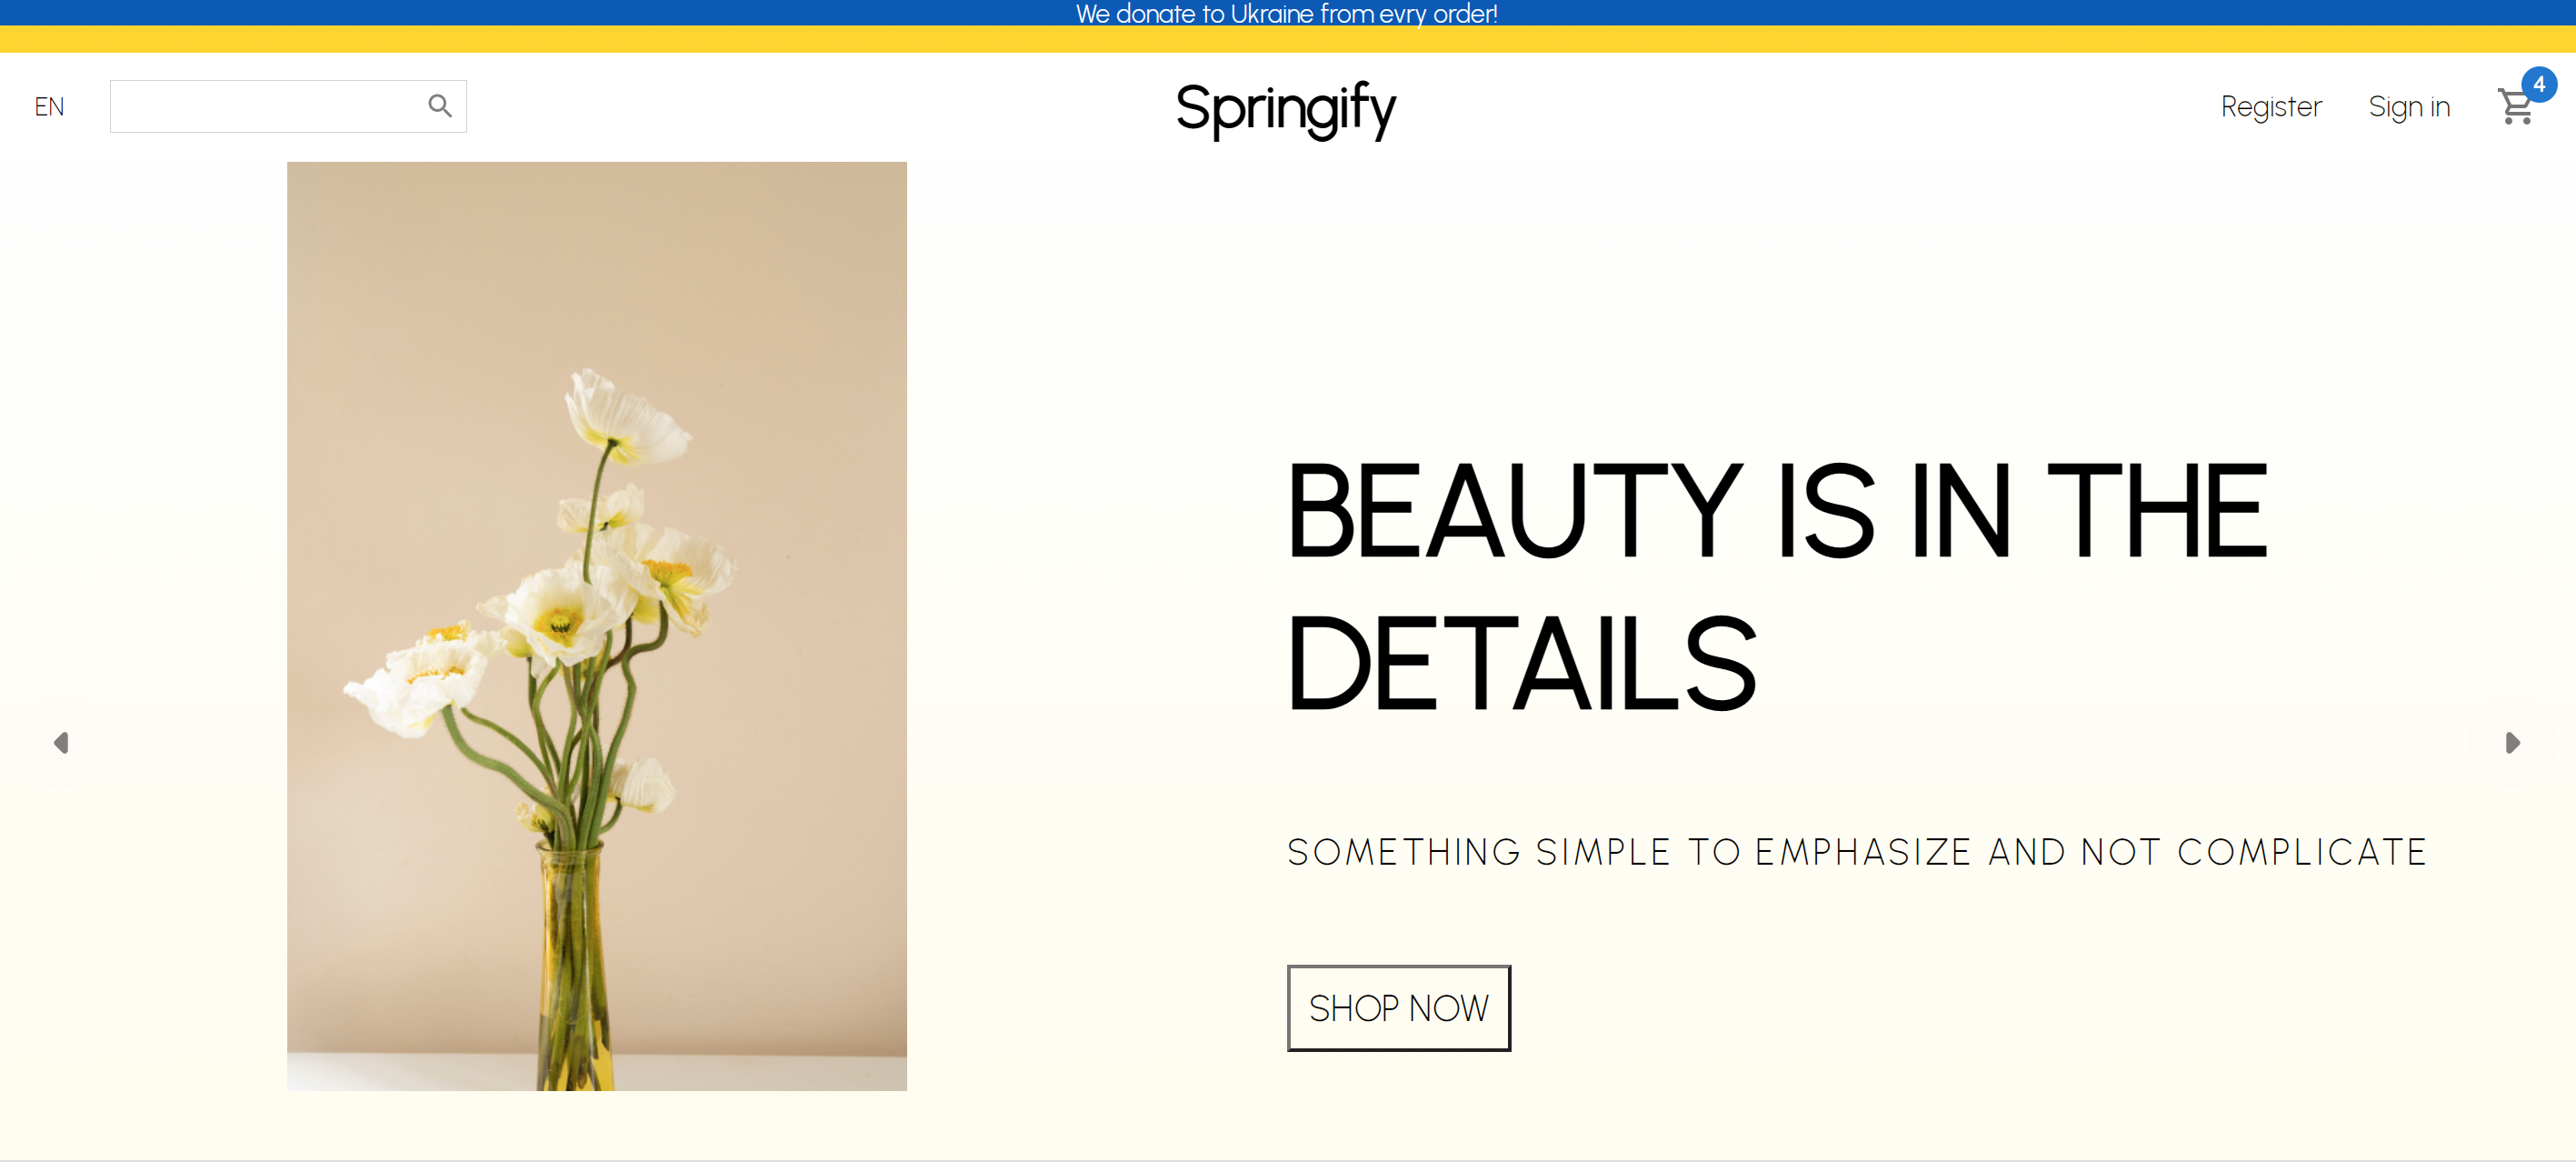 We donate to Ukraine from evry order!
EN
Springify
Register
Sign in
4
BEAUTY IS IN THE
DETAILS
SOMETHING SIMPLE TO EMPHASIZE AND NOT COMPLICATE
SHOP NOW